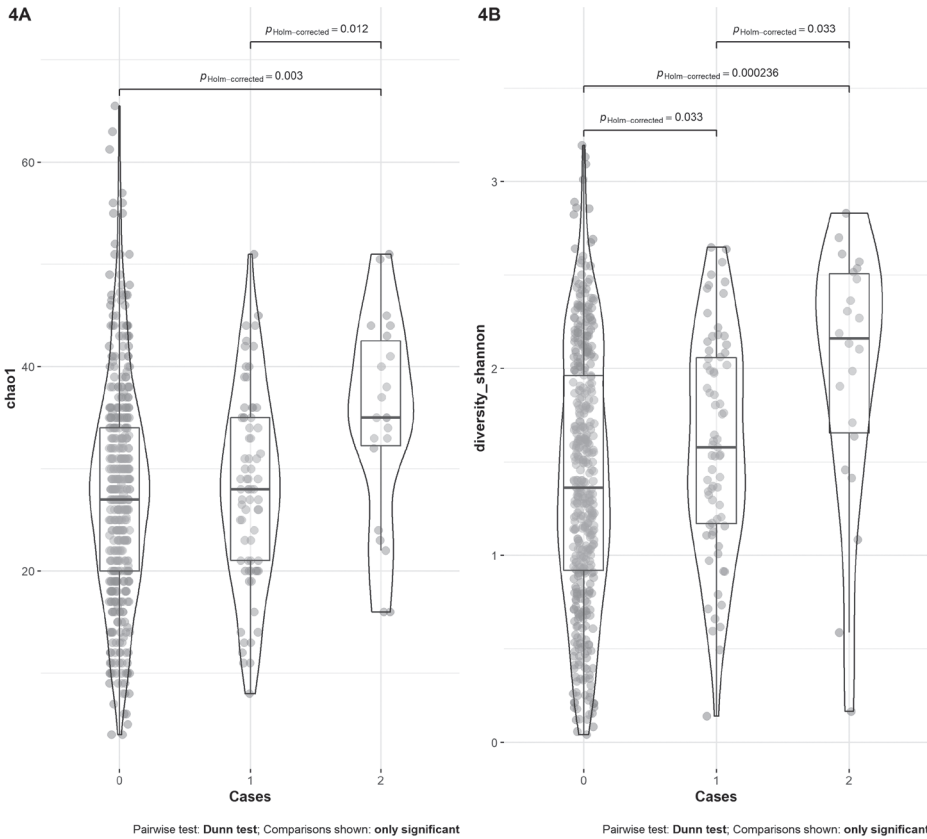 4A
pHolm−corrected = 0.012
pHolm−corrected = 0.003
60
40
20
chao1
0 1 2
Cases
Pairwise test: Dunn test; Comparisons shown: only significant
4B
pHolm−corrected = 0.033
pHolm−corrected = 0.000236
pHolm−corrected = 0.033
3
2
1
0
diversity_shannon
0 1 2
Cases
Pairwise test: Dunn test; Comparisons shown: only significant